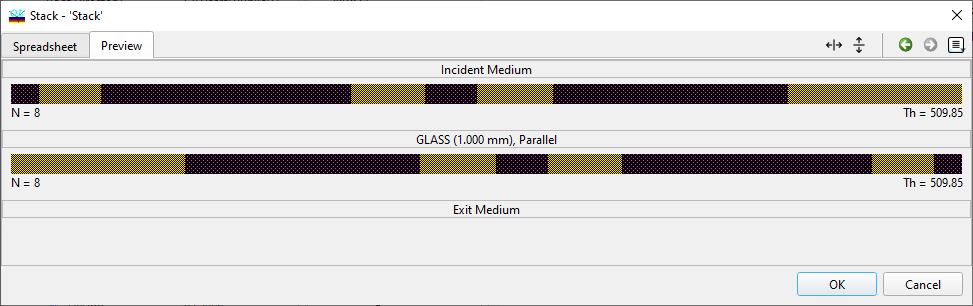 Stack - 'Stack'
Spreadsheet Preview
Incident Medium
N = 8 Th = 509.85
GLASS (1.000 mm), Parallel
N = 8 Th = 509.85
Exit Medium
OK Cancel